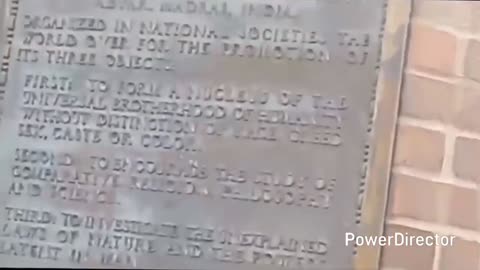 ADYAR, MADRAS, INDIA.
ORGANIZED IN NATIONAL SOCIETIES THE
WORLD OVER FOR THE PROMOTION OF
ITS THREE OBJECTS:
FIRST: TO FORM A NUCLEUS OF THE
UNIVERSAL BROTHERHOOD OF HUMANITY
WITHOUT DISTINCTION OF RACE, CREED
SEX, CASTE OR COLOR.
SECOND: TO ENCOURAGE THE STUDY OF
COMPARATIVE RELIGION, PHILOSOPHY
AND SCIENCE.
THIRD: TO INVESTIGATE THE UNEXPLAINED
LAWS OF NATURE AND THE POWERS
LATENT IN MAN.
PowerDirector